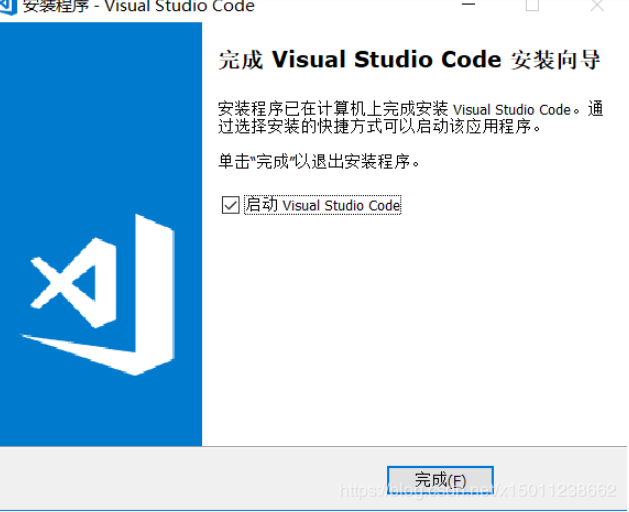 安装程序 - Visual Studio Code
完成 Visual Studio Code 安装向导
安装程序已在计算机上完成安装 Visual Studio Code。通
过选择安装的快捷方式可以启动该应用程序。
单击“完成”以退出安装程序。
启动 Visual Studio Code
完成(F)
https://blog.csdn.net/x15011238662